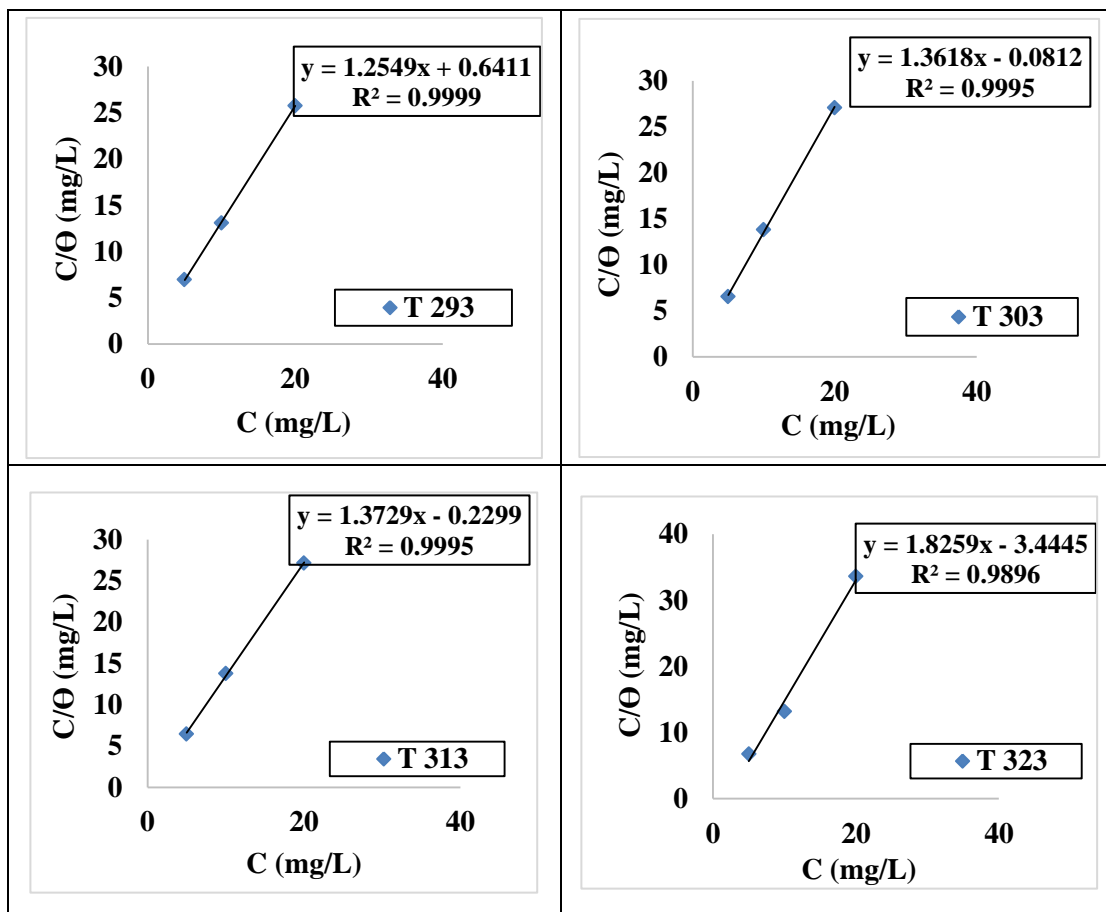 y = 1.2549x + 0.6411
R² = 0.9999
30
25
20
15
10
5
0
0 20 40
C/Ө (mg/L)
C (mg/L)
T 293
y = 1.3618x - 0.0812
R² = 0.9995
30
25
20
15
10
5
0
0 20 40
C/Ө (mg/L)
C (mg/L)
T 303
y = 1.3729x - 0.2299
R² = 0.9995
30
25
20
15
10
5
0
0 20 40
C/Ө (mg/L)
C (mg/L)
T 313
y = 1.8259x - 3.4445
R² = 0.9896
40
30
20
10
0
0 20 40
C/Ө (mg/L)
C (mg/L)
T 323